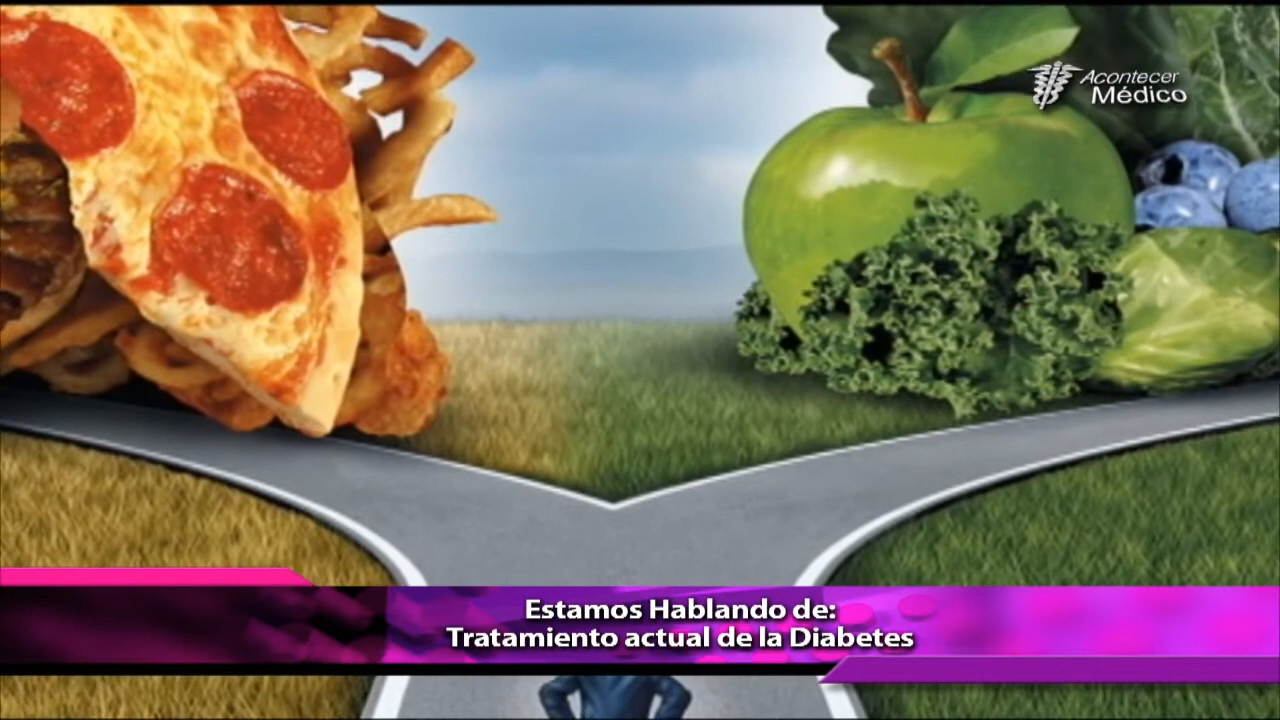 Acontecer
Médico
Estamos Hablando de:
Tratamiento actual de la Diabetes